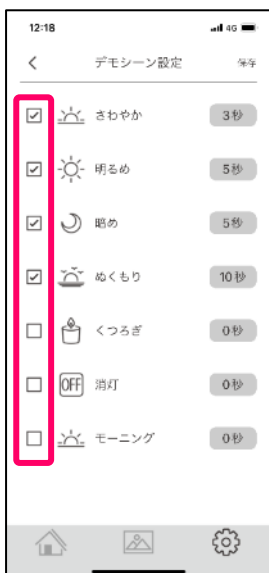 12:18 4G
デモシーン設定 保存
さわやか 3秒
明るめ 5秒
暗め 5秒
ぬくもり 10秒
くつろぎ 0秒
OFF 消灯 0秒
モーニング 0秒